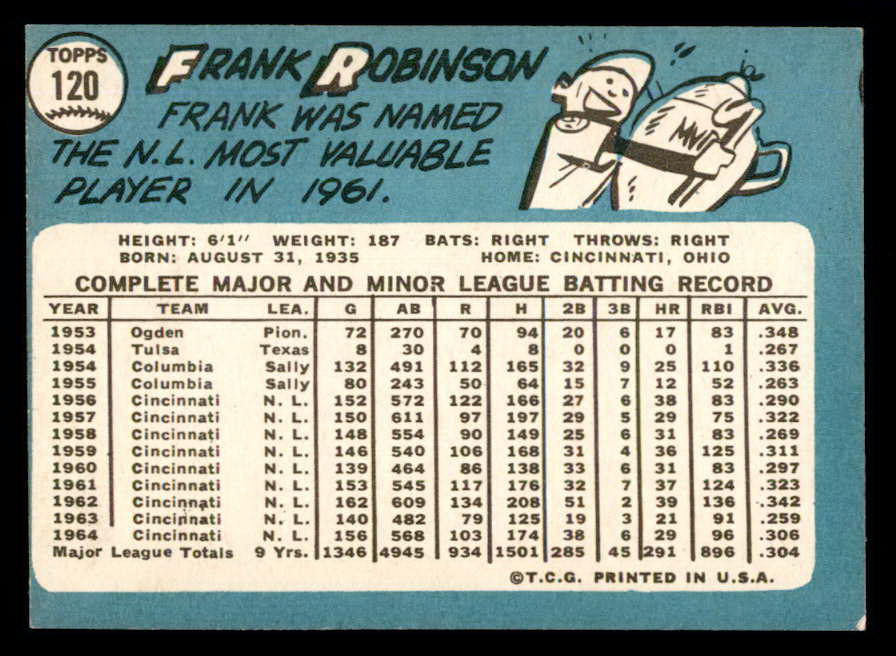 TOPPS
120
FRANK ROBINSON
FRANK WAS NAMED
THE N.L. MOST VALUABLE
PLAYER IN 1961.
MVP
HEIGHT: 6'1" WEIGHT: 187 BATS: RIGHT THROWS: RIGHT
BORN: AUGUST 31, 1935 HOME: CINCINNATI, OHIO
COMPLETE MAJOR AND MINOR LEAGUE BATTING RECORD
YEAR TEAM LEA. G AB R H 2B 3B HR RBI AVG.
1953 Ogden Pion. 72 270 70 94 20 6 17 83 .348
1954 Tulsa Texas 8 30 4 8 0 0 0 1 .267
1954 Columbia Sally 132 491 112 165 32 9 25 110 .336
1955 Columbia Sally 80 243 50 64 15 7 12 52 .263
1956 Cincinnati N. L. 152 572 122 166 27 6 38 83 .290
1957 Cincinnati N. L. 150 611 97 197 29 5 29 75 .322
1958 Cincinnati N. L. 148 554 90 149 25 6 31 83 .269
1959 Cincinnati N. L. 146 540 106 168 31 4 36 125 .311
1960 Cincinnati N. L. 139 464 86 138 33 6 31 83 .297
1961 Cincinnati N. L. 153 545 117 176 32 7 37 124 .323
1962 Cincinnati N. L. 162 609 134 208 51 2 39 136 .342
1963 Cincinnati N. L. 140 482 79 125 19 3 21 91 .259
1964 Cincinnati N. L. 156 568 103 174 38 6 29 96 .306
Major League Totals 9 Yrs. 1346 4945 934 1501 285 45 291 896 .304
©T.C.G. PRINTED IN U.S.A.